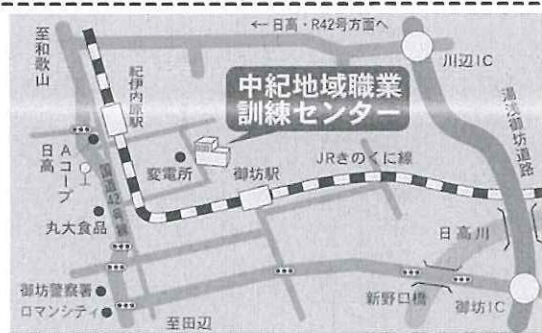 ←日高・R42号方面へ
至和歌山
紀伊内原駅
川辺IC
中紀地域職業
訓練センター
湯浅御坊道路
Aコープ
日高
国道42号線
変電所
御坊駅
JRきのくに線
丸大食品
日高川
御坊警察署
ロマンシティ
至田辺
新野口橋
御坊IC